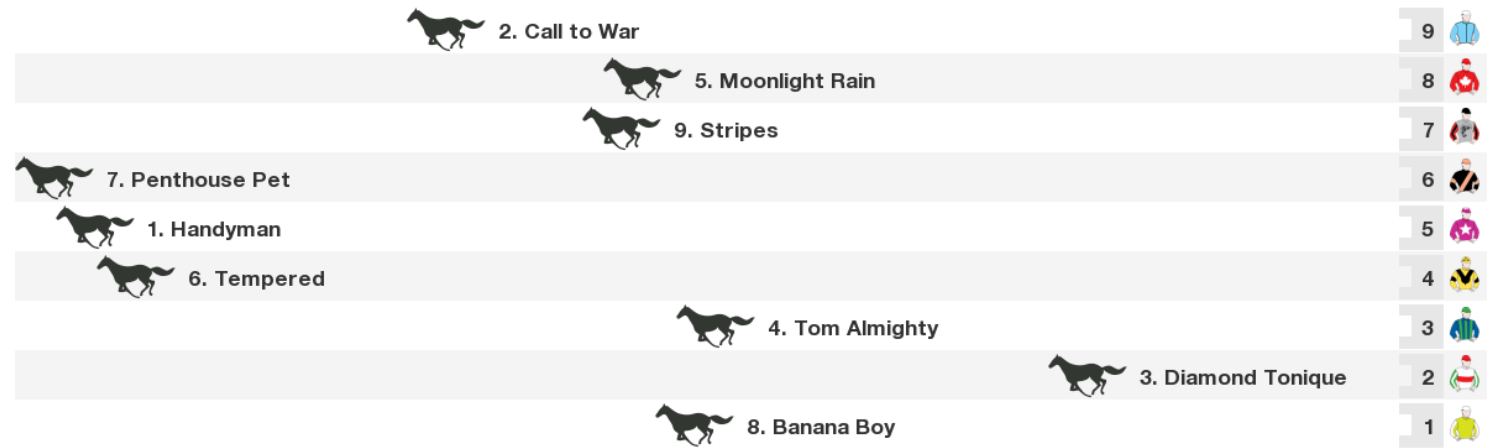 2. Call to War 9
5. Moonlight Rain 8
9. Stripes 7
7. Penthouse Pet 6
1. Handyman 5
6. Tempered 4
4. Tom Almighty 3
3. Diamond Tonique 2
8. Banana Boy 1